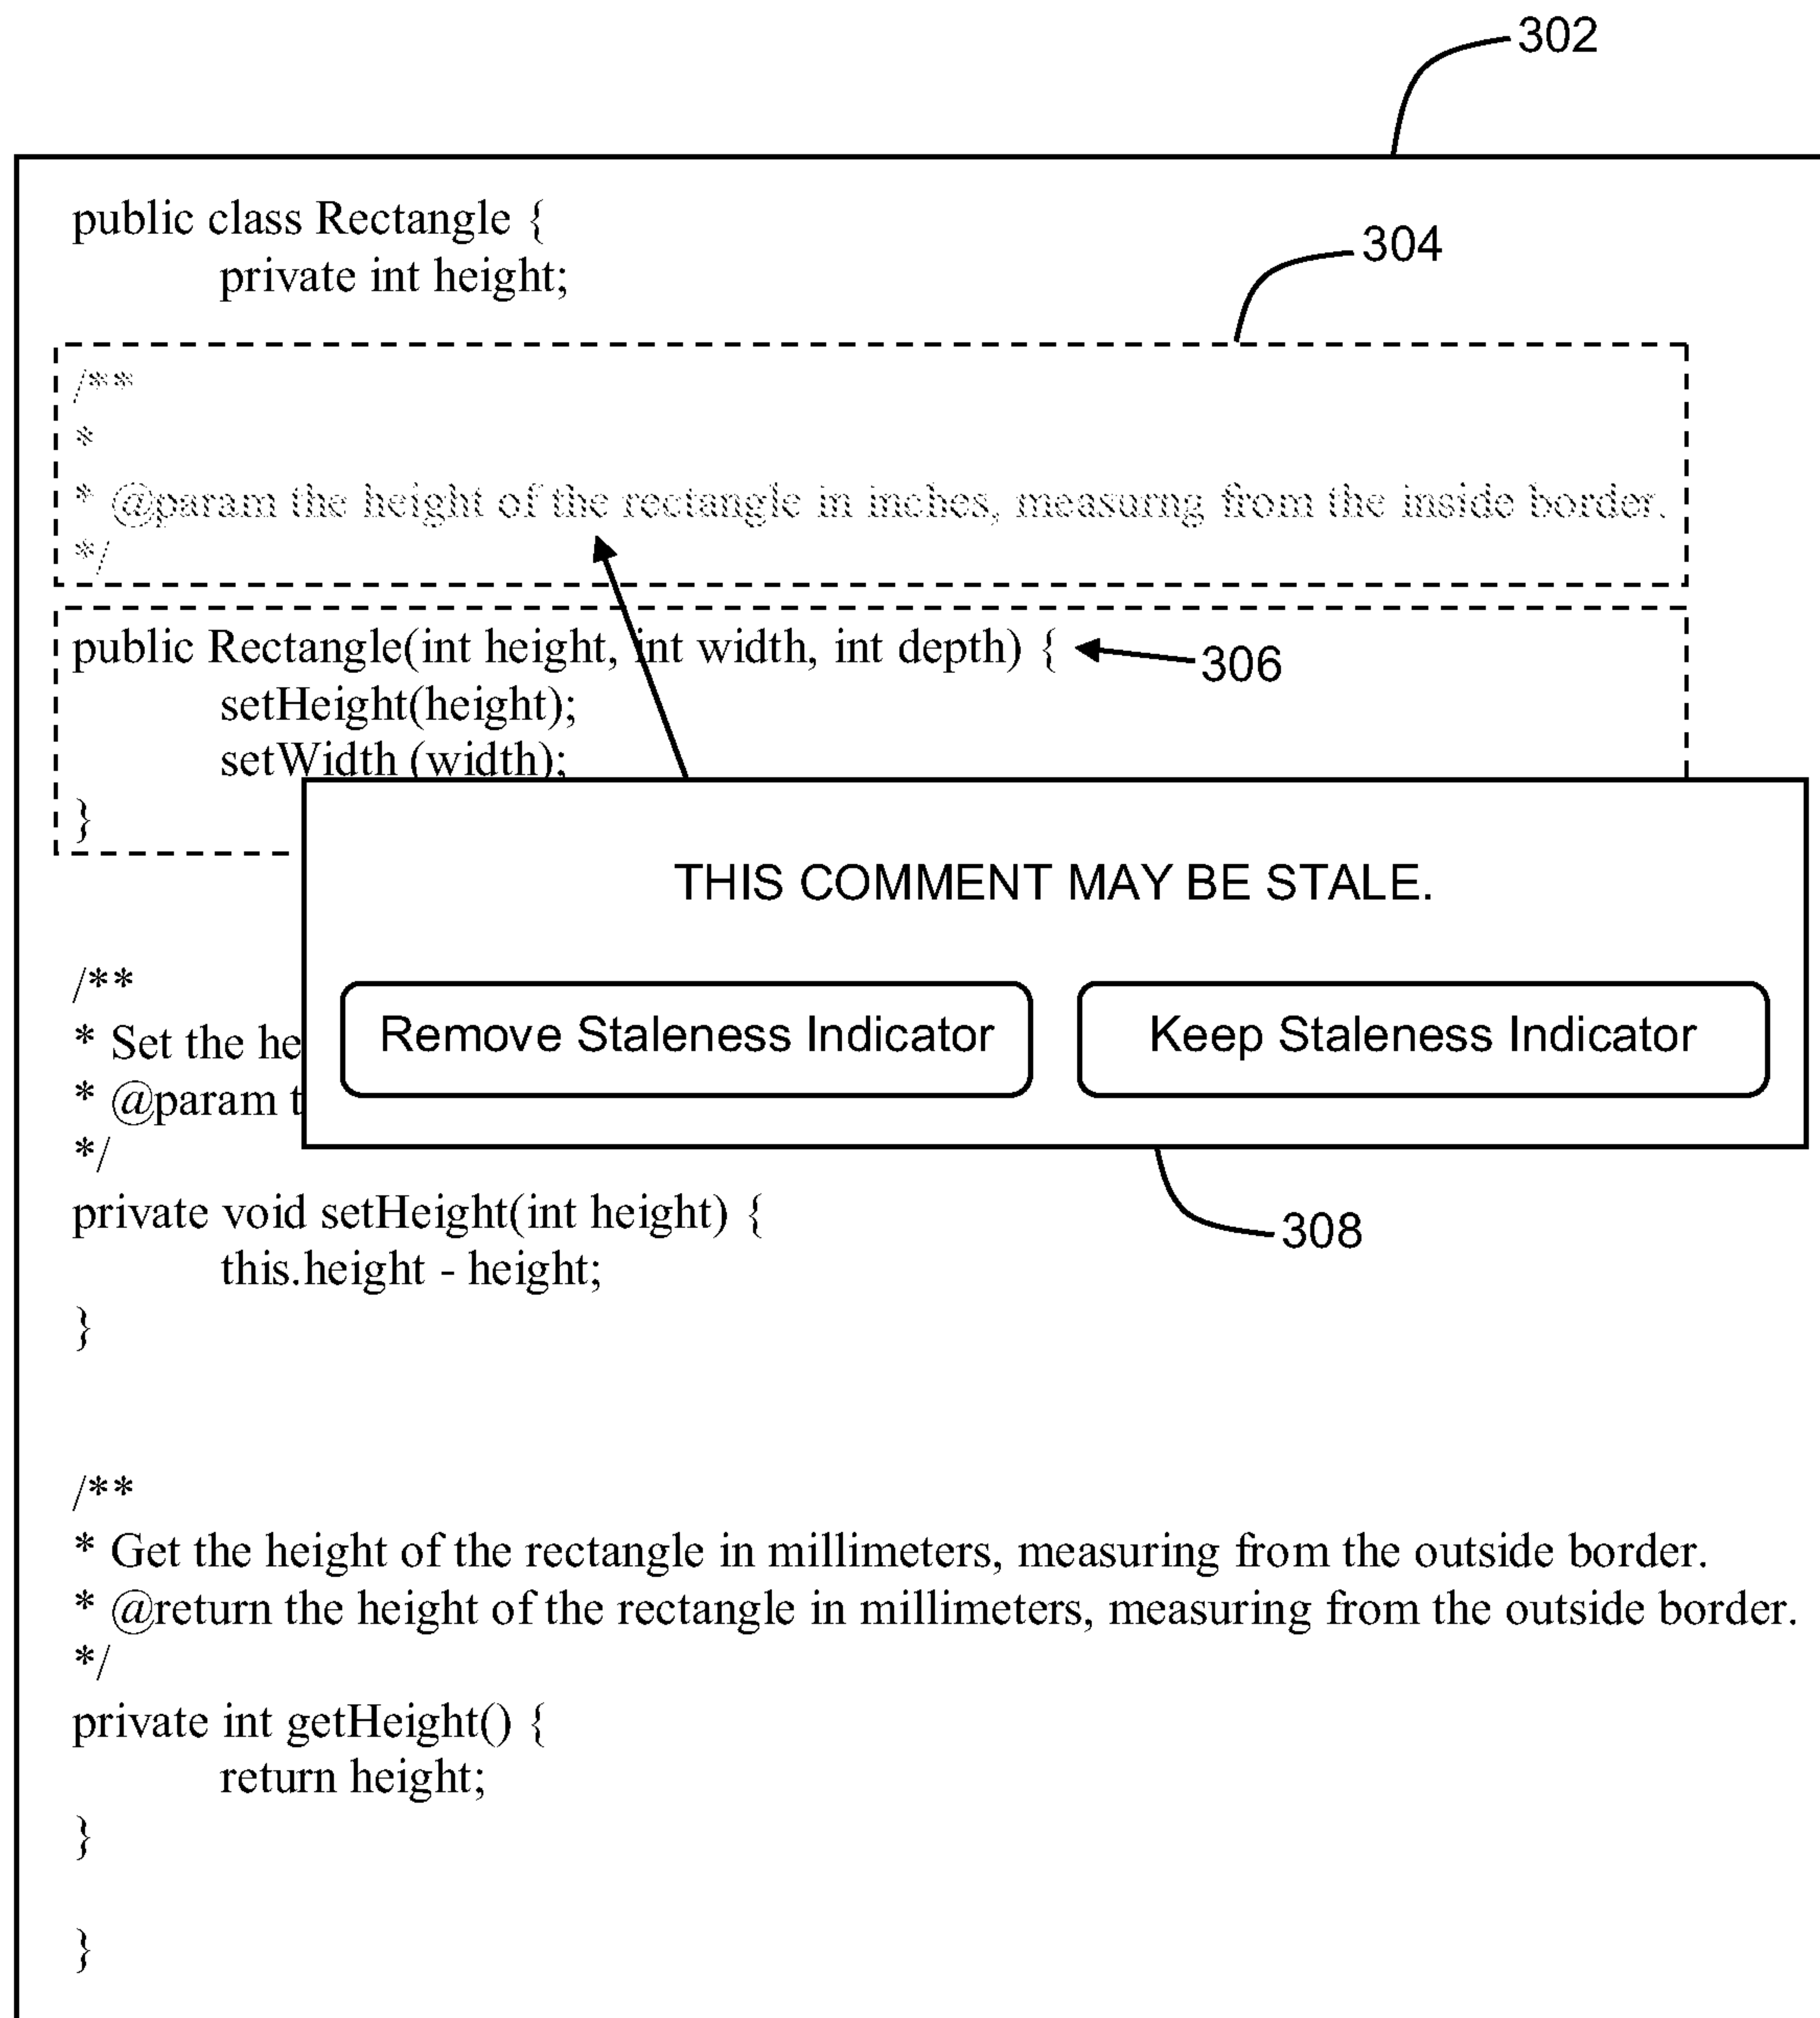 302
public class Rectangle {
private int height;
304
/**
*
* @param the height of the rectangle in inches, measurng from the inside border.
*/
public Rectangle(int height, int width, int depth) {
306
setHeight(height);
setWidth (width);
}
THIS COMMENT MAY BE STALE.
Remove Staleness Indicator
Keep Staleness Indicator
308
/**
* Set the he
* @param t
*/
private void setHeight(int height) {
this.height - height;
}
/**
* Get the height of the rectangle in millimeters, measuring from the outside border.
* @return the height of the rectangle in millimeters, measuring from the outside border.
*/
private int getHeight() {
return height;
}
}